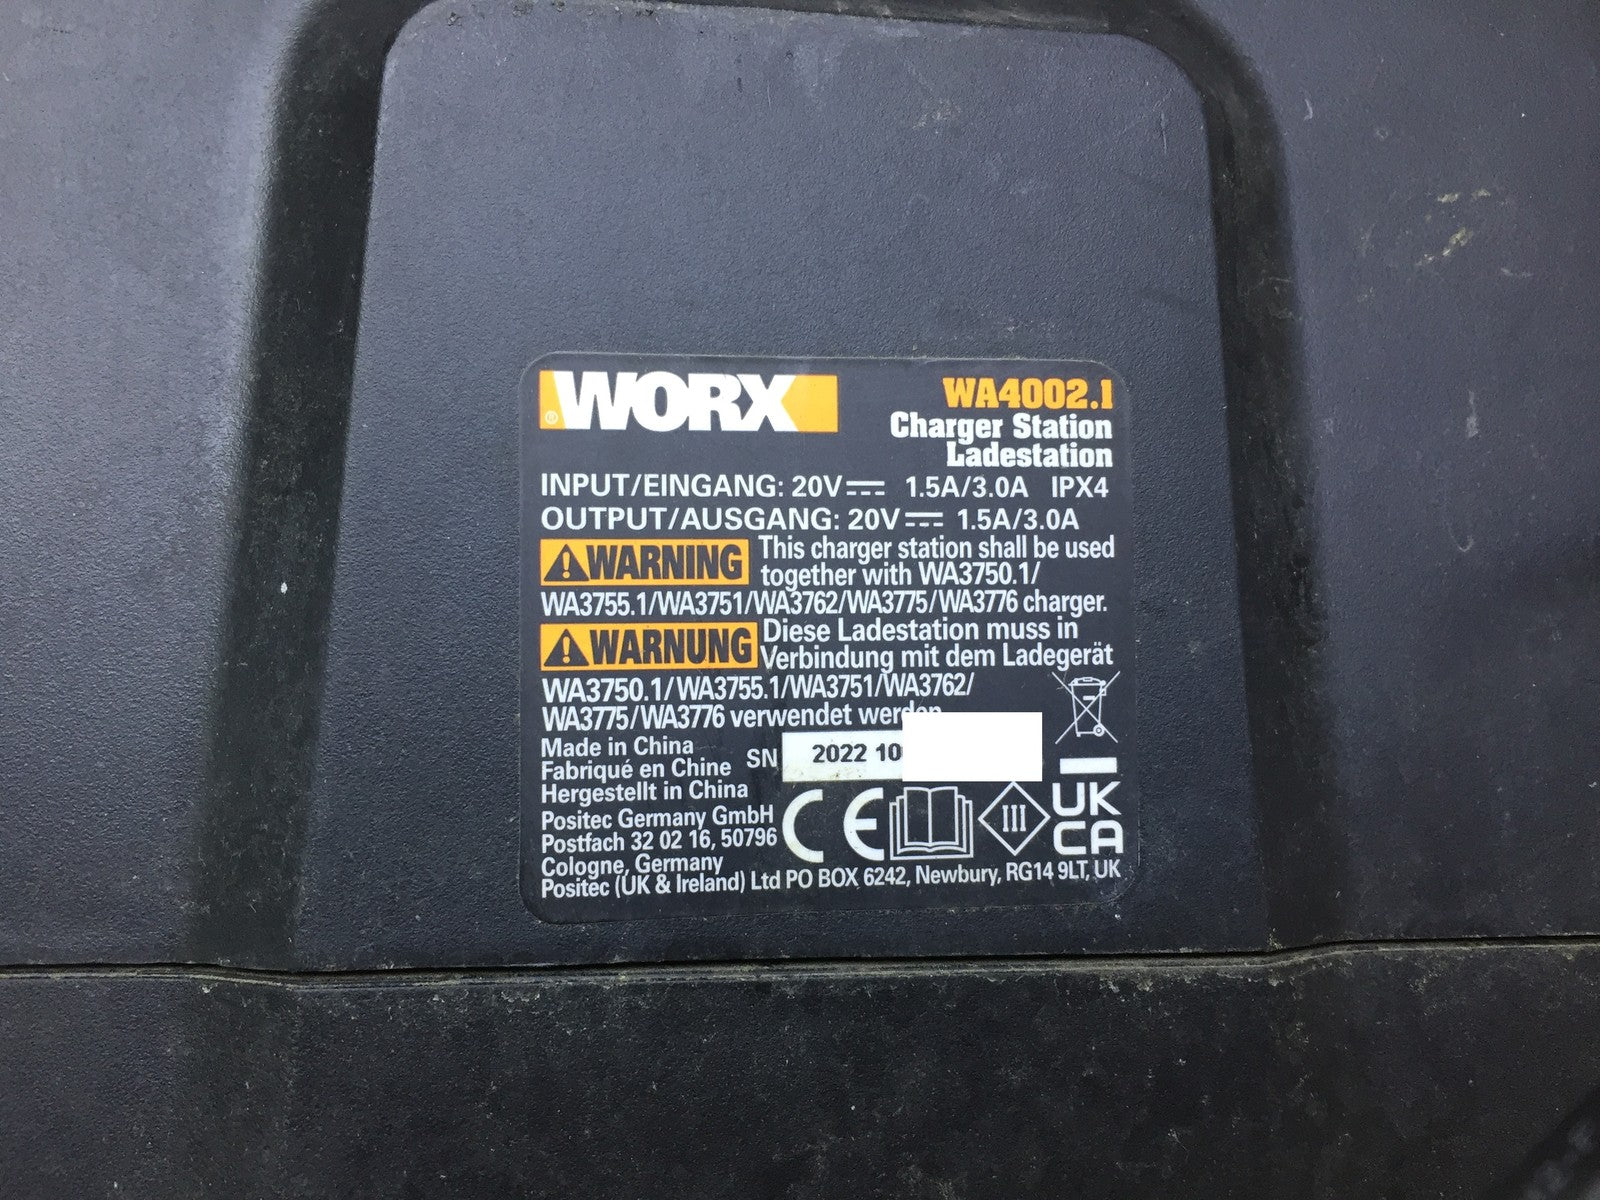 WORX
®
WA4002.1
Charger Station
Ladestation
INPUT/EINGANG: 20V 1.5A/3.0A IPX4
OUTPUT/AUSGANG: 20V 1.5A/3.0A
WARNING This charger station shall be used
together with WA3750.1/
WA3755.1/WA3751/WA3762/WA3775/WA3776 charger.
WARNUNG Diese Ladestation muss in
Verbindung mit dem Ladegerät
WA3750.1/WA3755.1/WA3751/WA3762/
WA3775/WA3776 verwendet werden
Made in China
Fabriqué en Chine
Hergestellt in China
SN 2022 10
Positec Germany GmbH
Postfach 32 02 16, 50796
Cologne, Germany
CE
III
UK
CA
Positec (UK & Ireland) Ltd PO BOX 6242, Newbury, RG14 9LT, UK